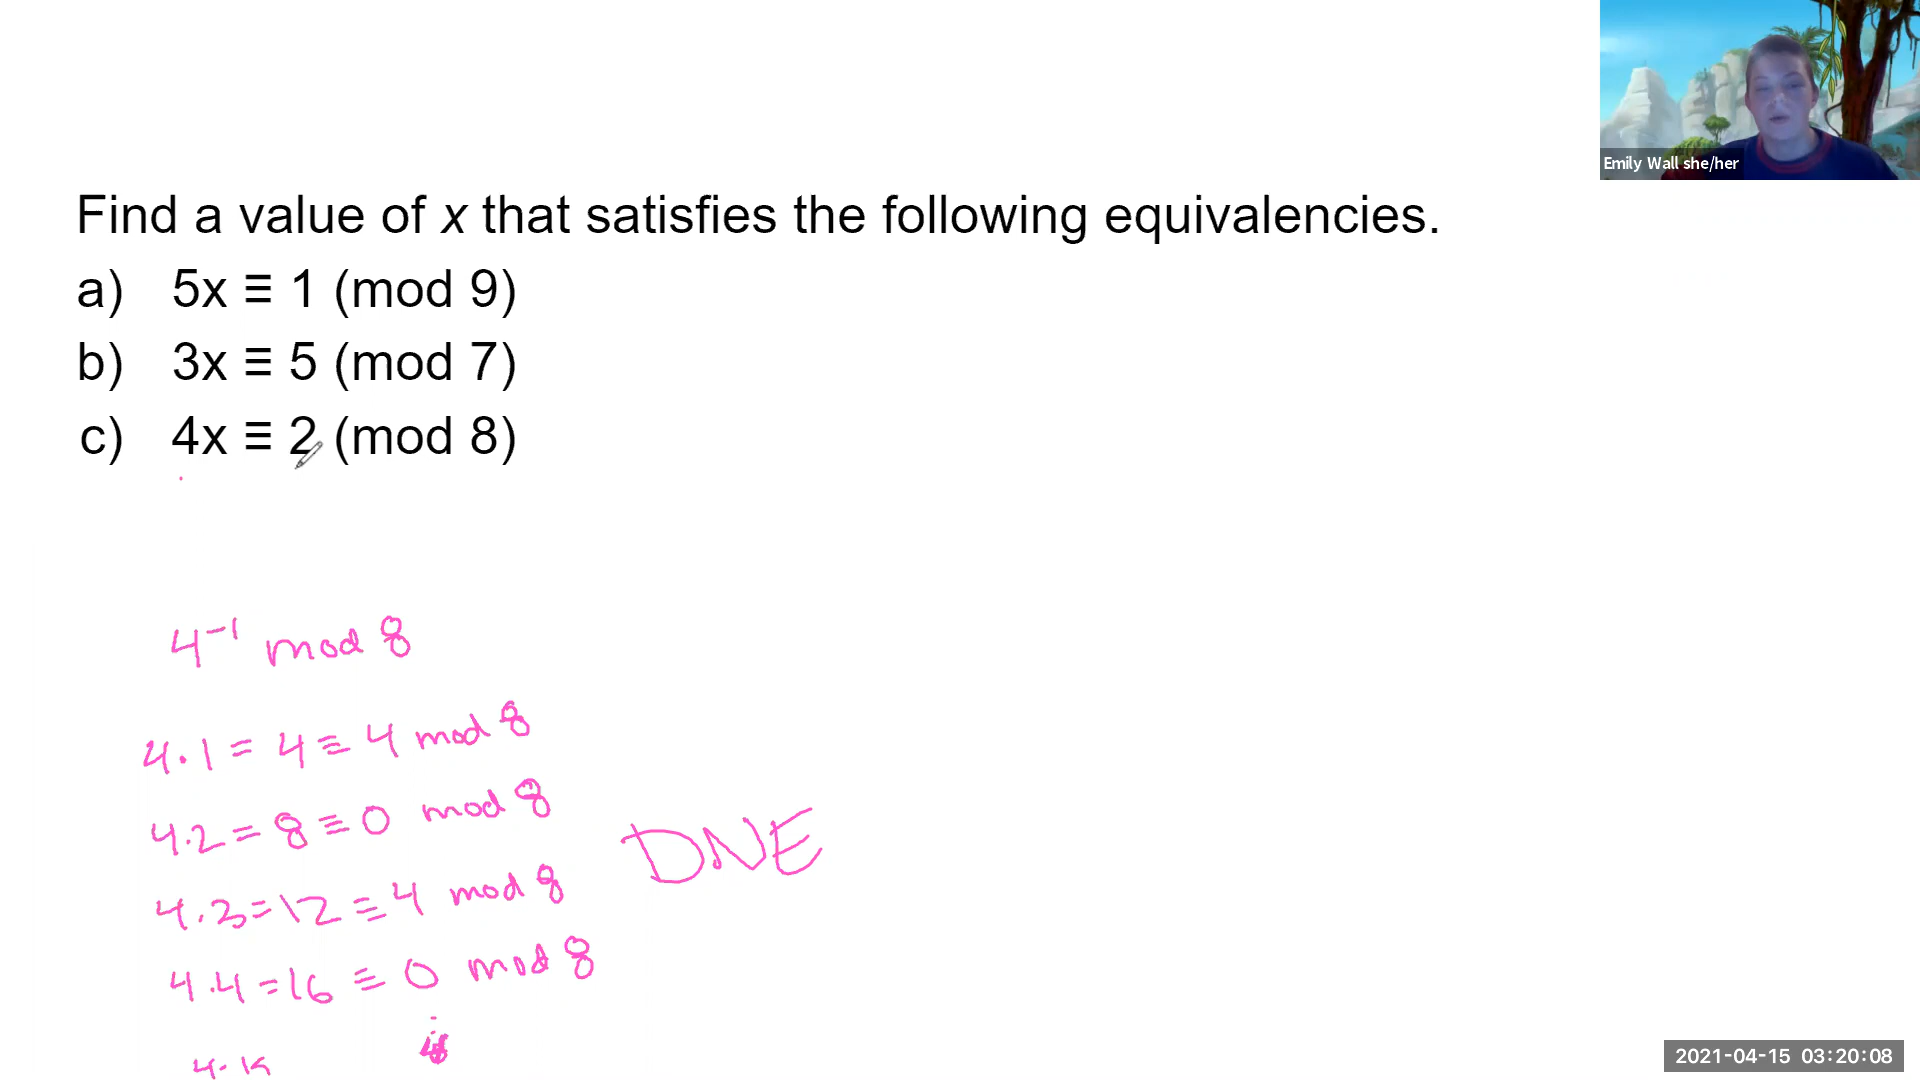 Emily Wall she/her
Find a value of x that satisfies the following equivalencies.
a) 5x ≡ 1 (mod 9)
b) 3x ≡ 5 (mod 7)
c) 4x ≡ 2 (mod 8)
4⁻¹ mod 8
4·1 = 4 ≡ 4 mod 8
4·2 = 8 ≡ 0 mod 8
DNE
4·3 = 12 ≡ 4 mod 8
4·4 = 16 ≡ 0 mod 8
2021-04-15 03:20:08